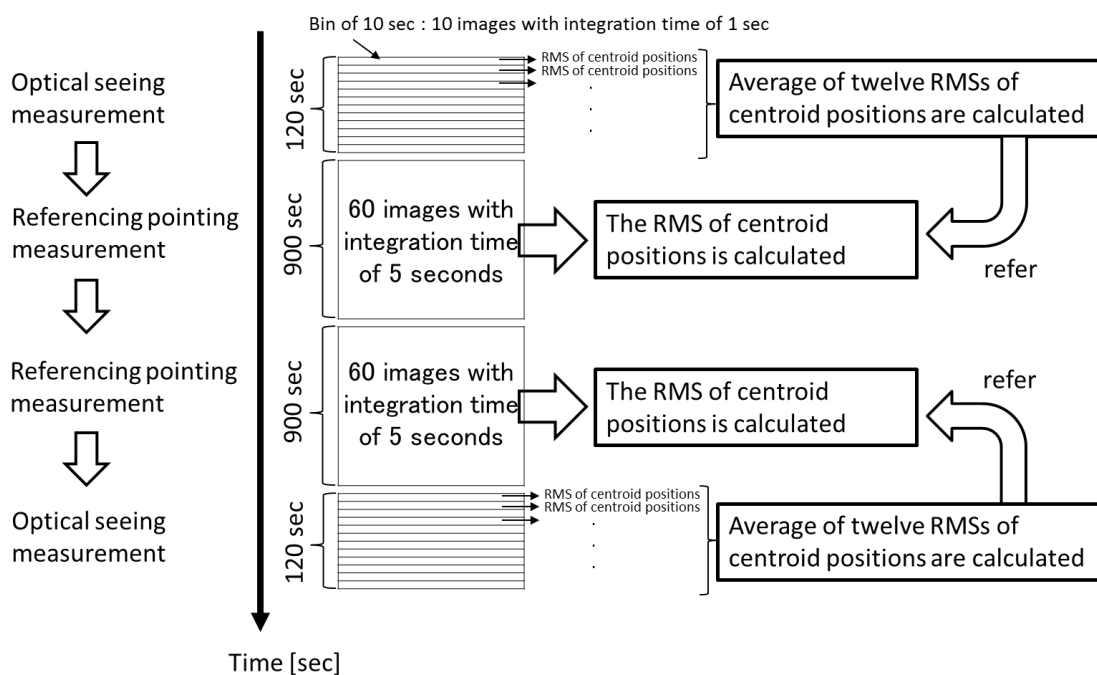 Bin of 10 sec : 10 images with integration time of 1 sec
Optical seeing
measurement
120 sec
RMS of centroid positions
RMS of centroid positions
Average of twelve RMSs of
centroid positions are calculated
Referencing pointing
measurement
900 sec
60 images with
integration time
of 5 seconds
The RMS of centroid
positions is calculated
refer
Referencing pointing
measurement
900 sec
60 images with
integration time
of 5 seconds
The RMS of centroid
positions is calculated
refer
Optical seeing
measurement
120 sec
RMS of centroid positions
RMS of centroid positions
Average of twelve RMSs of
centroid positions are calculated
Time [sec]